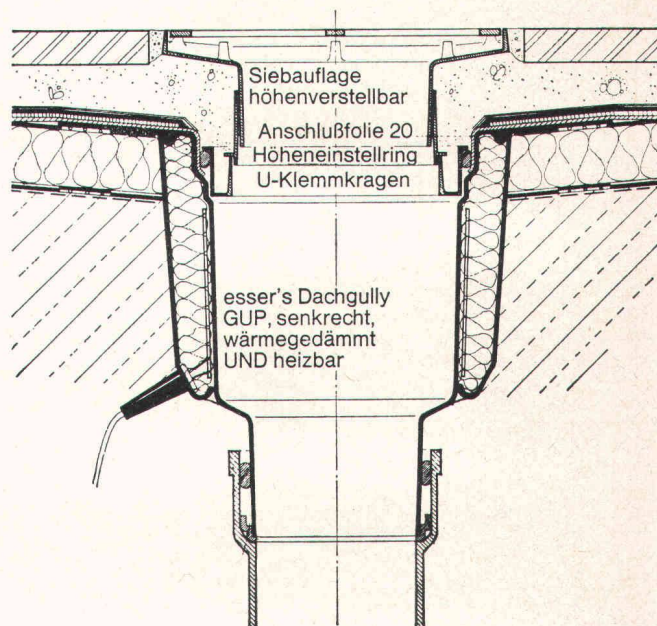 Siebauflage
höhenverstellbar
Anschlußfolie 20
Höheneinstellring
U-Klemmkragen
esser's Dachgully
GUP, senkrecht,
wärmegedämmt
UND heizbar